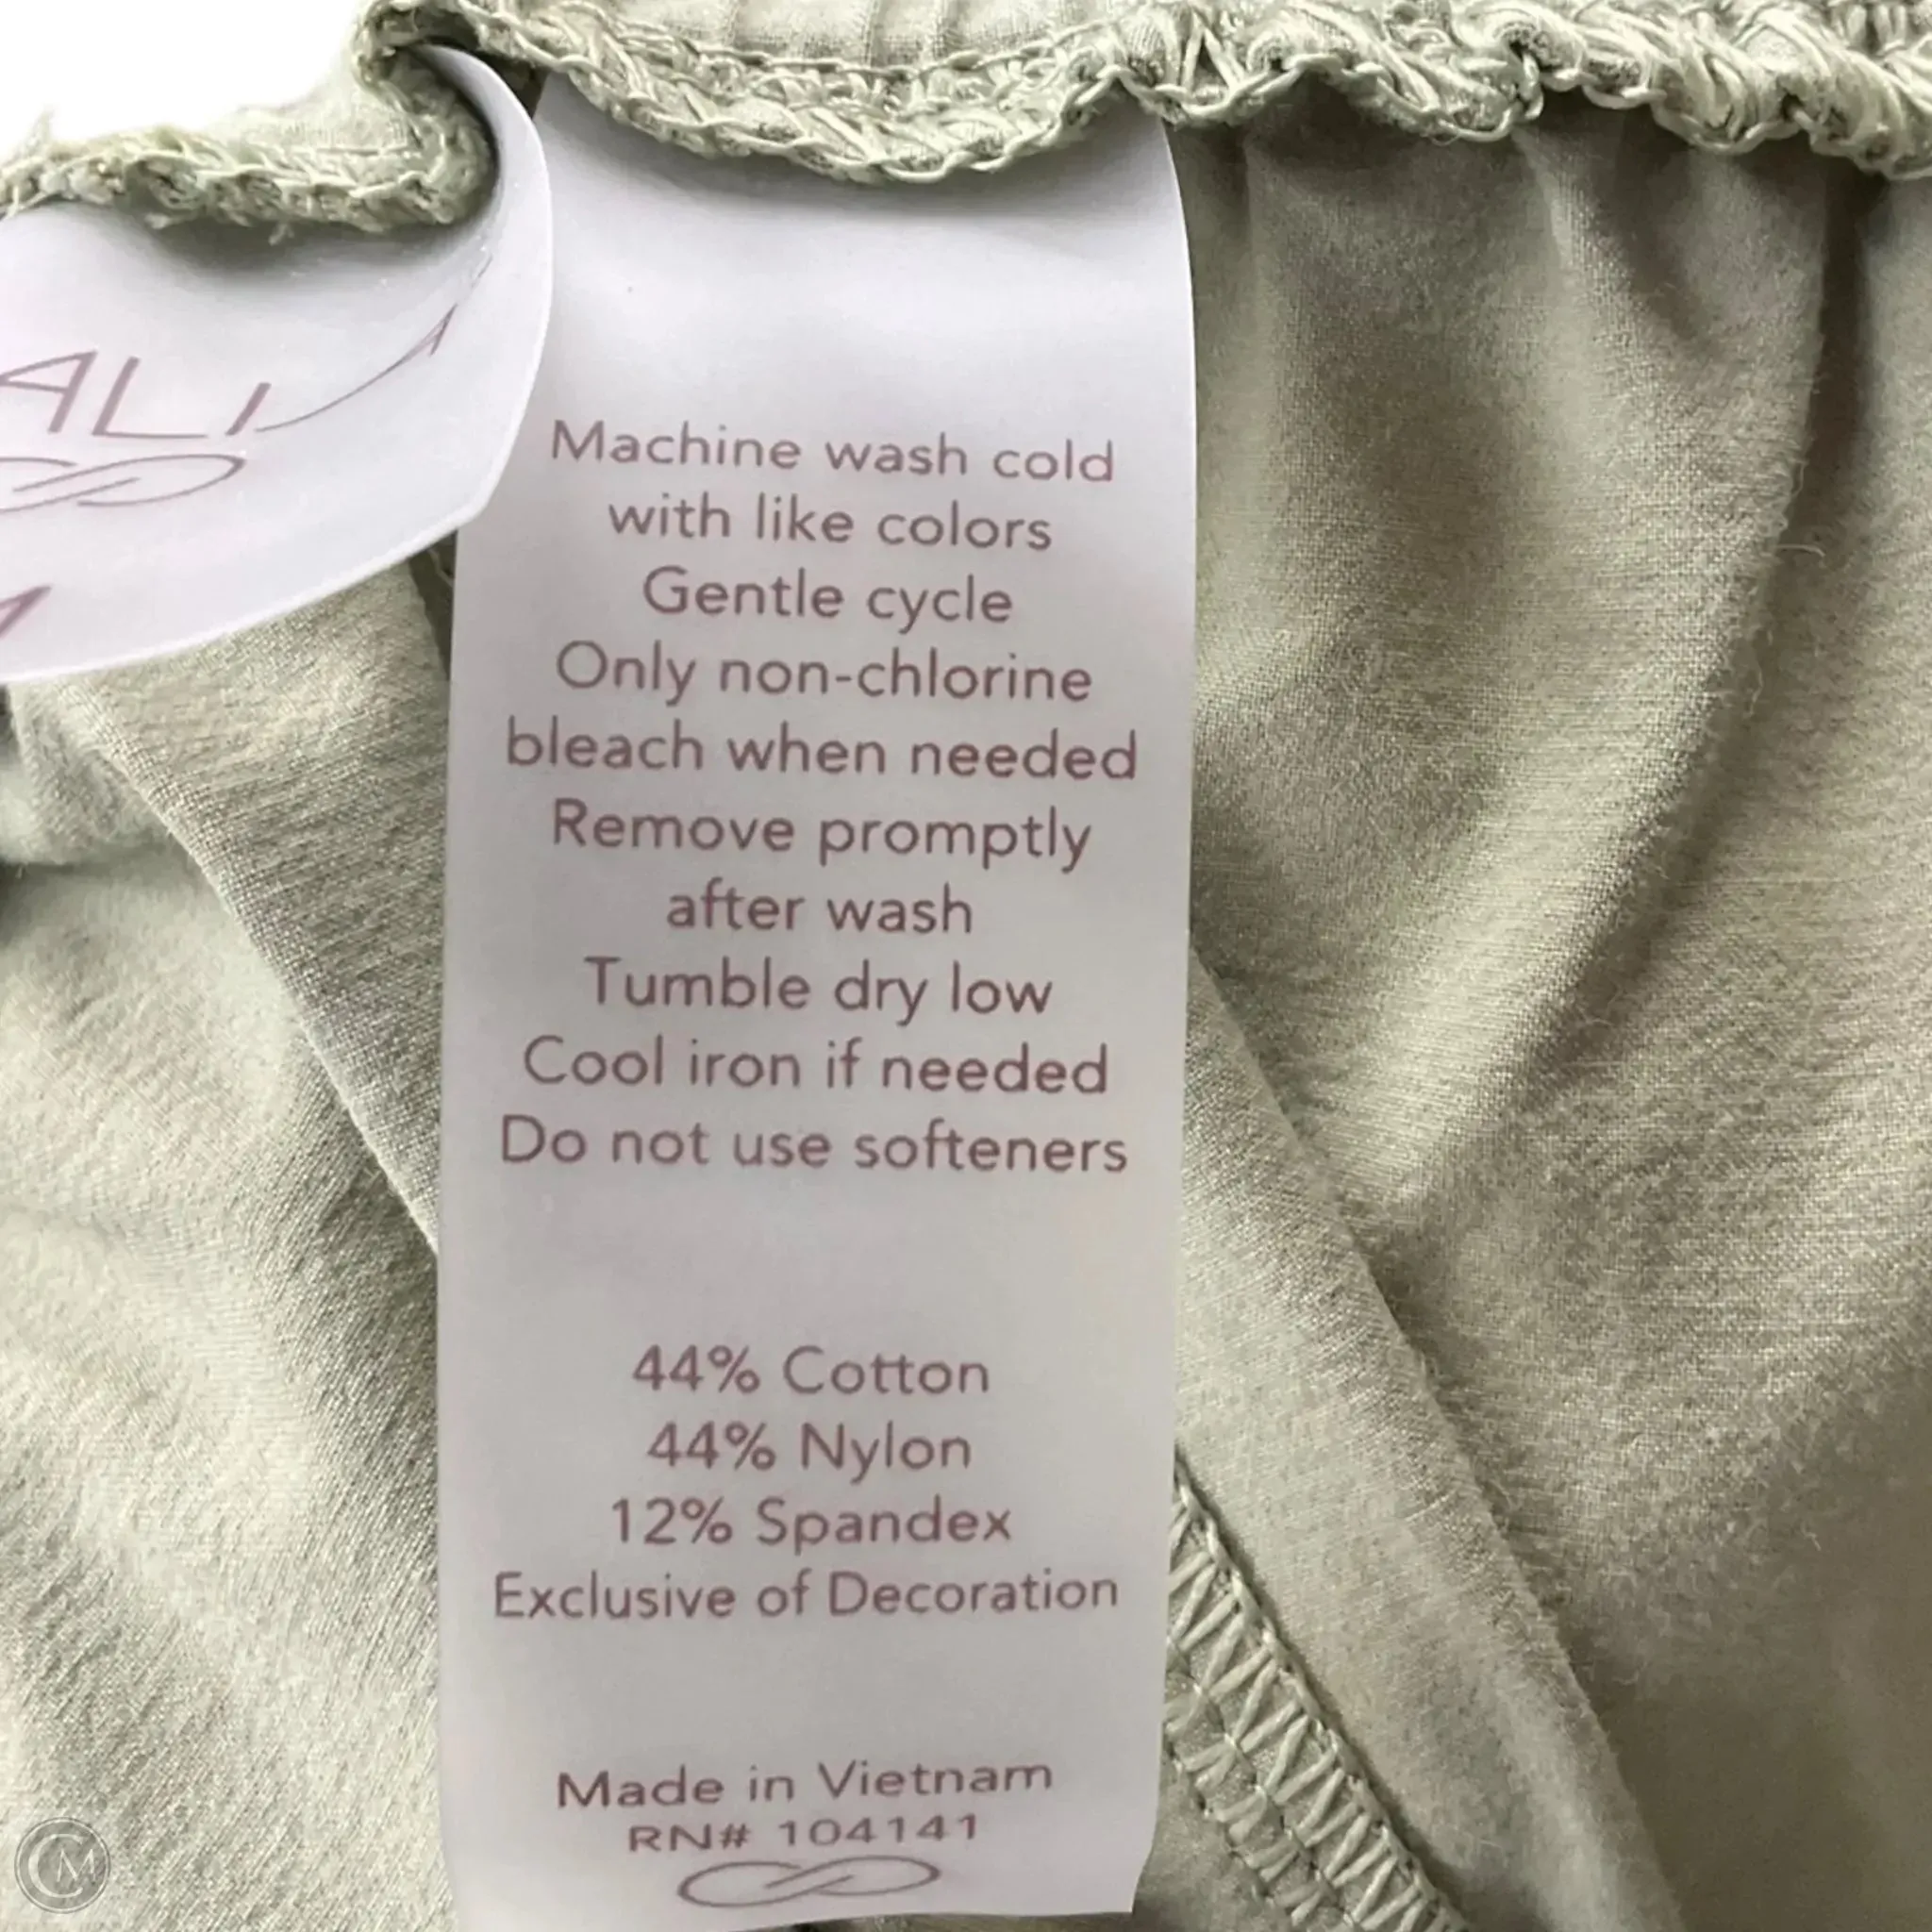 ALI
Machine wash cold
with like colors
Gentle cycle
Only non-chlorine
bleach when needed
Remove promptly
after wash
Tumble dry low
Cool iron if needed
Do not use softeners
44% Cotton
44% Nylon
12% Spandex
Exclusive of Decoration
Made in Vietnam
RN# 104141
CM